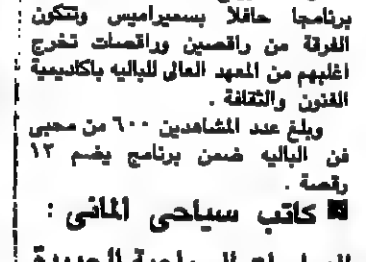 برنامجا حافلا بسميراميس وتتكون
الفرقة من راقصين وراقصات تخرج
اغلبهم من المعهد العالى للباليه باكاديمية
الفنون والثقافة .
وبلغ عدد المشاهدين ٦٠٠ من محبى
فن الباليه ضمن برنامج يضم ١٢
رقصة .
■ كاتب سياحى المانى :